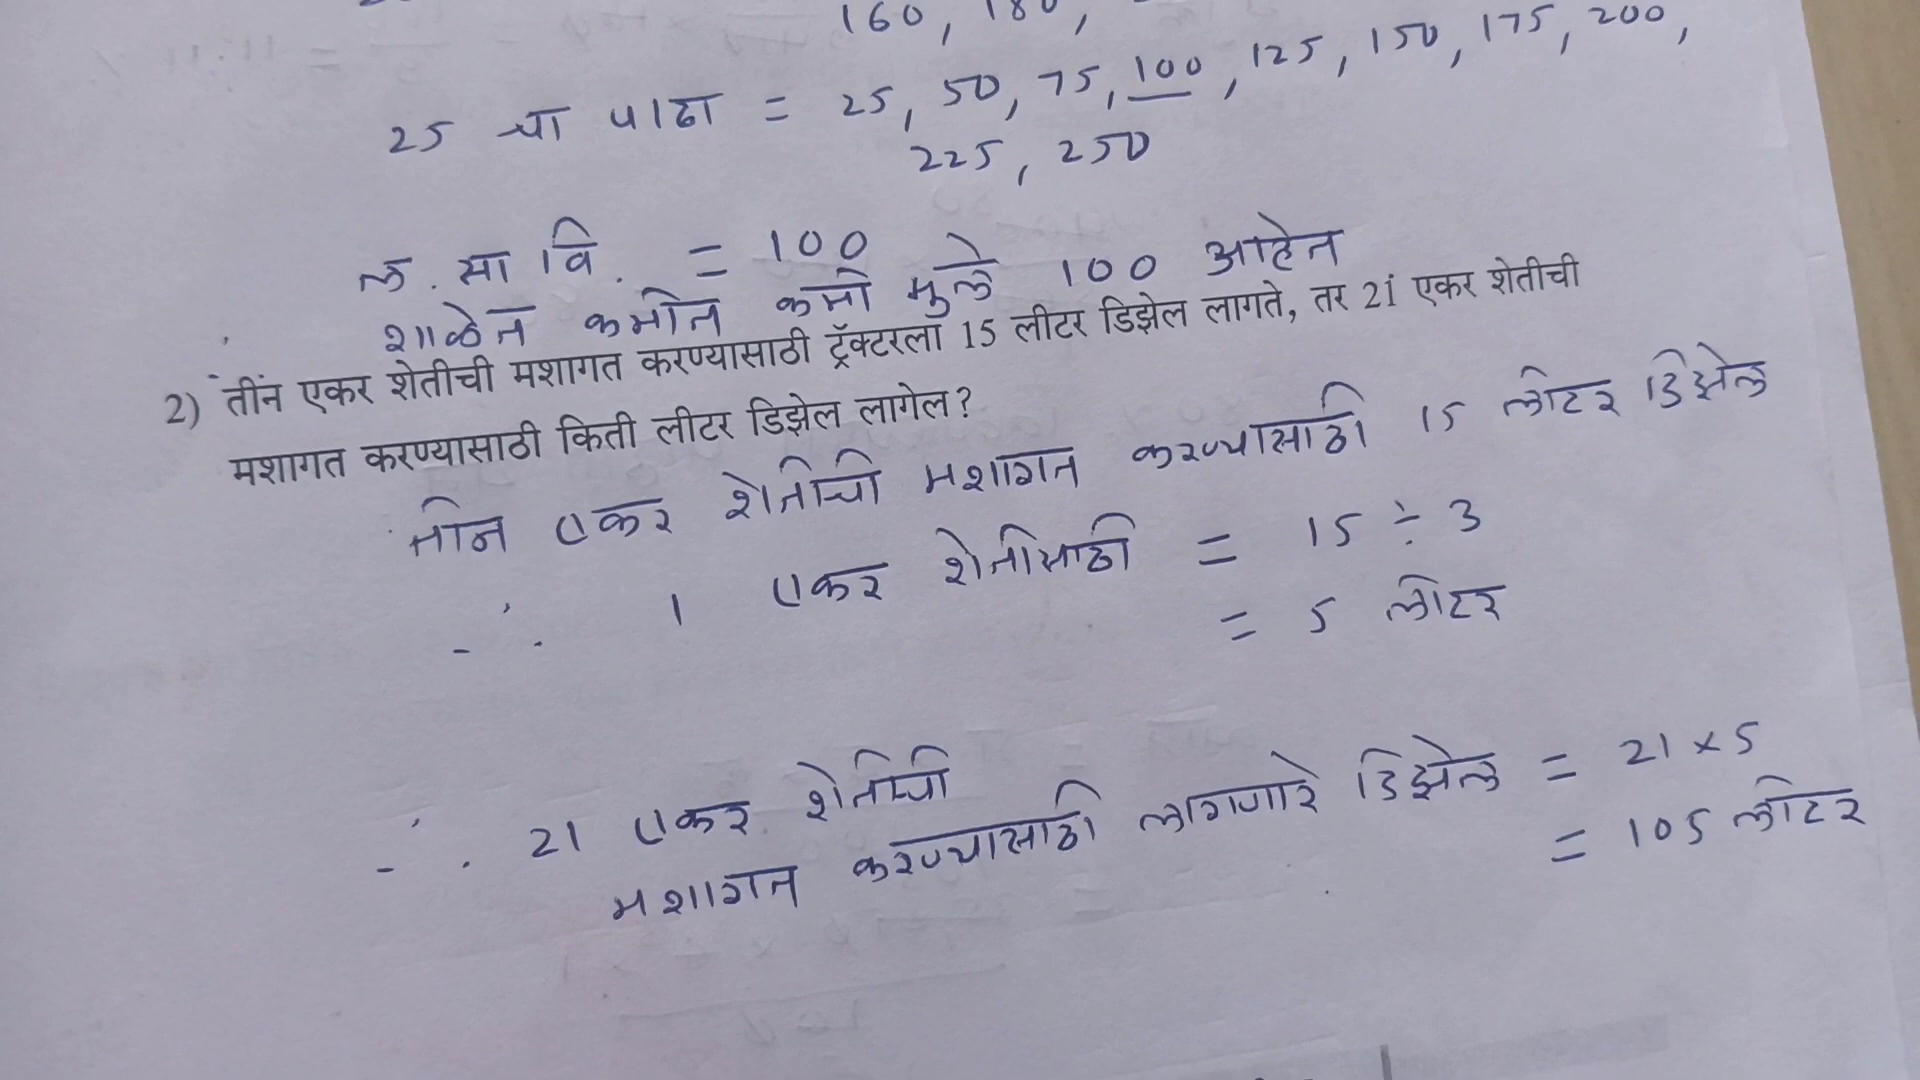 160, 180,
25 चा पाढा = 25, 50, 75, 100, 125, 150, 175, 200,
225, 250
ल. सा वि. = 100
शाळेत कमीत कमी मुले 100 आहेत
2) तीन एकर शेतीची मशागत करण्यासाठी ट्रॅक्टरला 15 लीटर डिझेल लागते, तर 21 एकर शेतीची
मशागत करण्यासाठी किती लीटर डिझेल लागेल?
तीन एकर शेतीची मशागत करण्यासाठी 15 लीटर डिझेल
∴ 1 एकर शेतीसाठी = 15 ÷ 3
= 5 लीटर
∴ 21 एकर शेतीची
मशागत करण्यासाठी लागणारे डिझेल = 21 × 5
= 105 लीटर